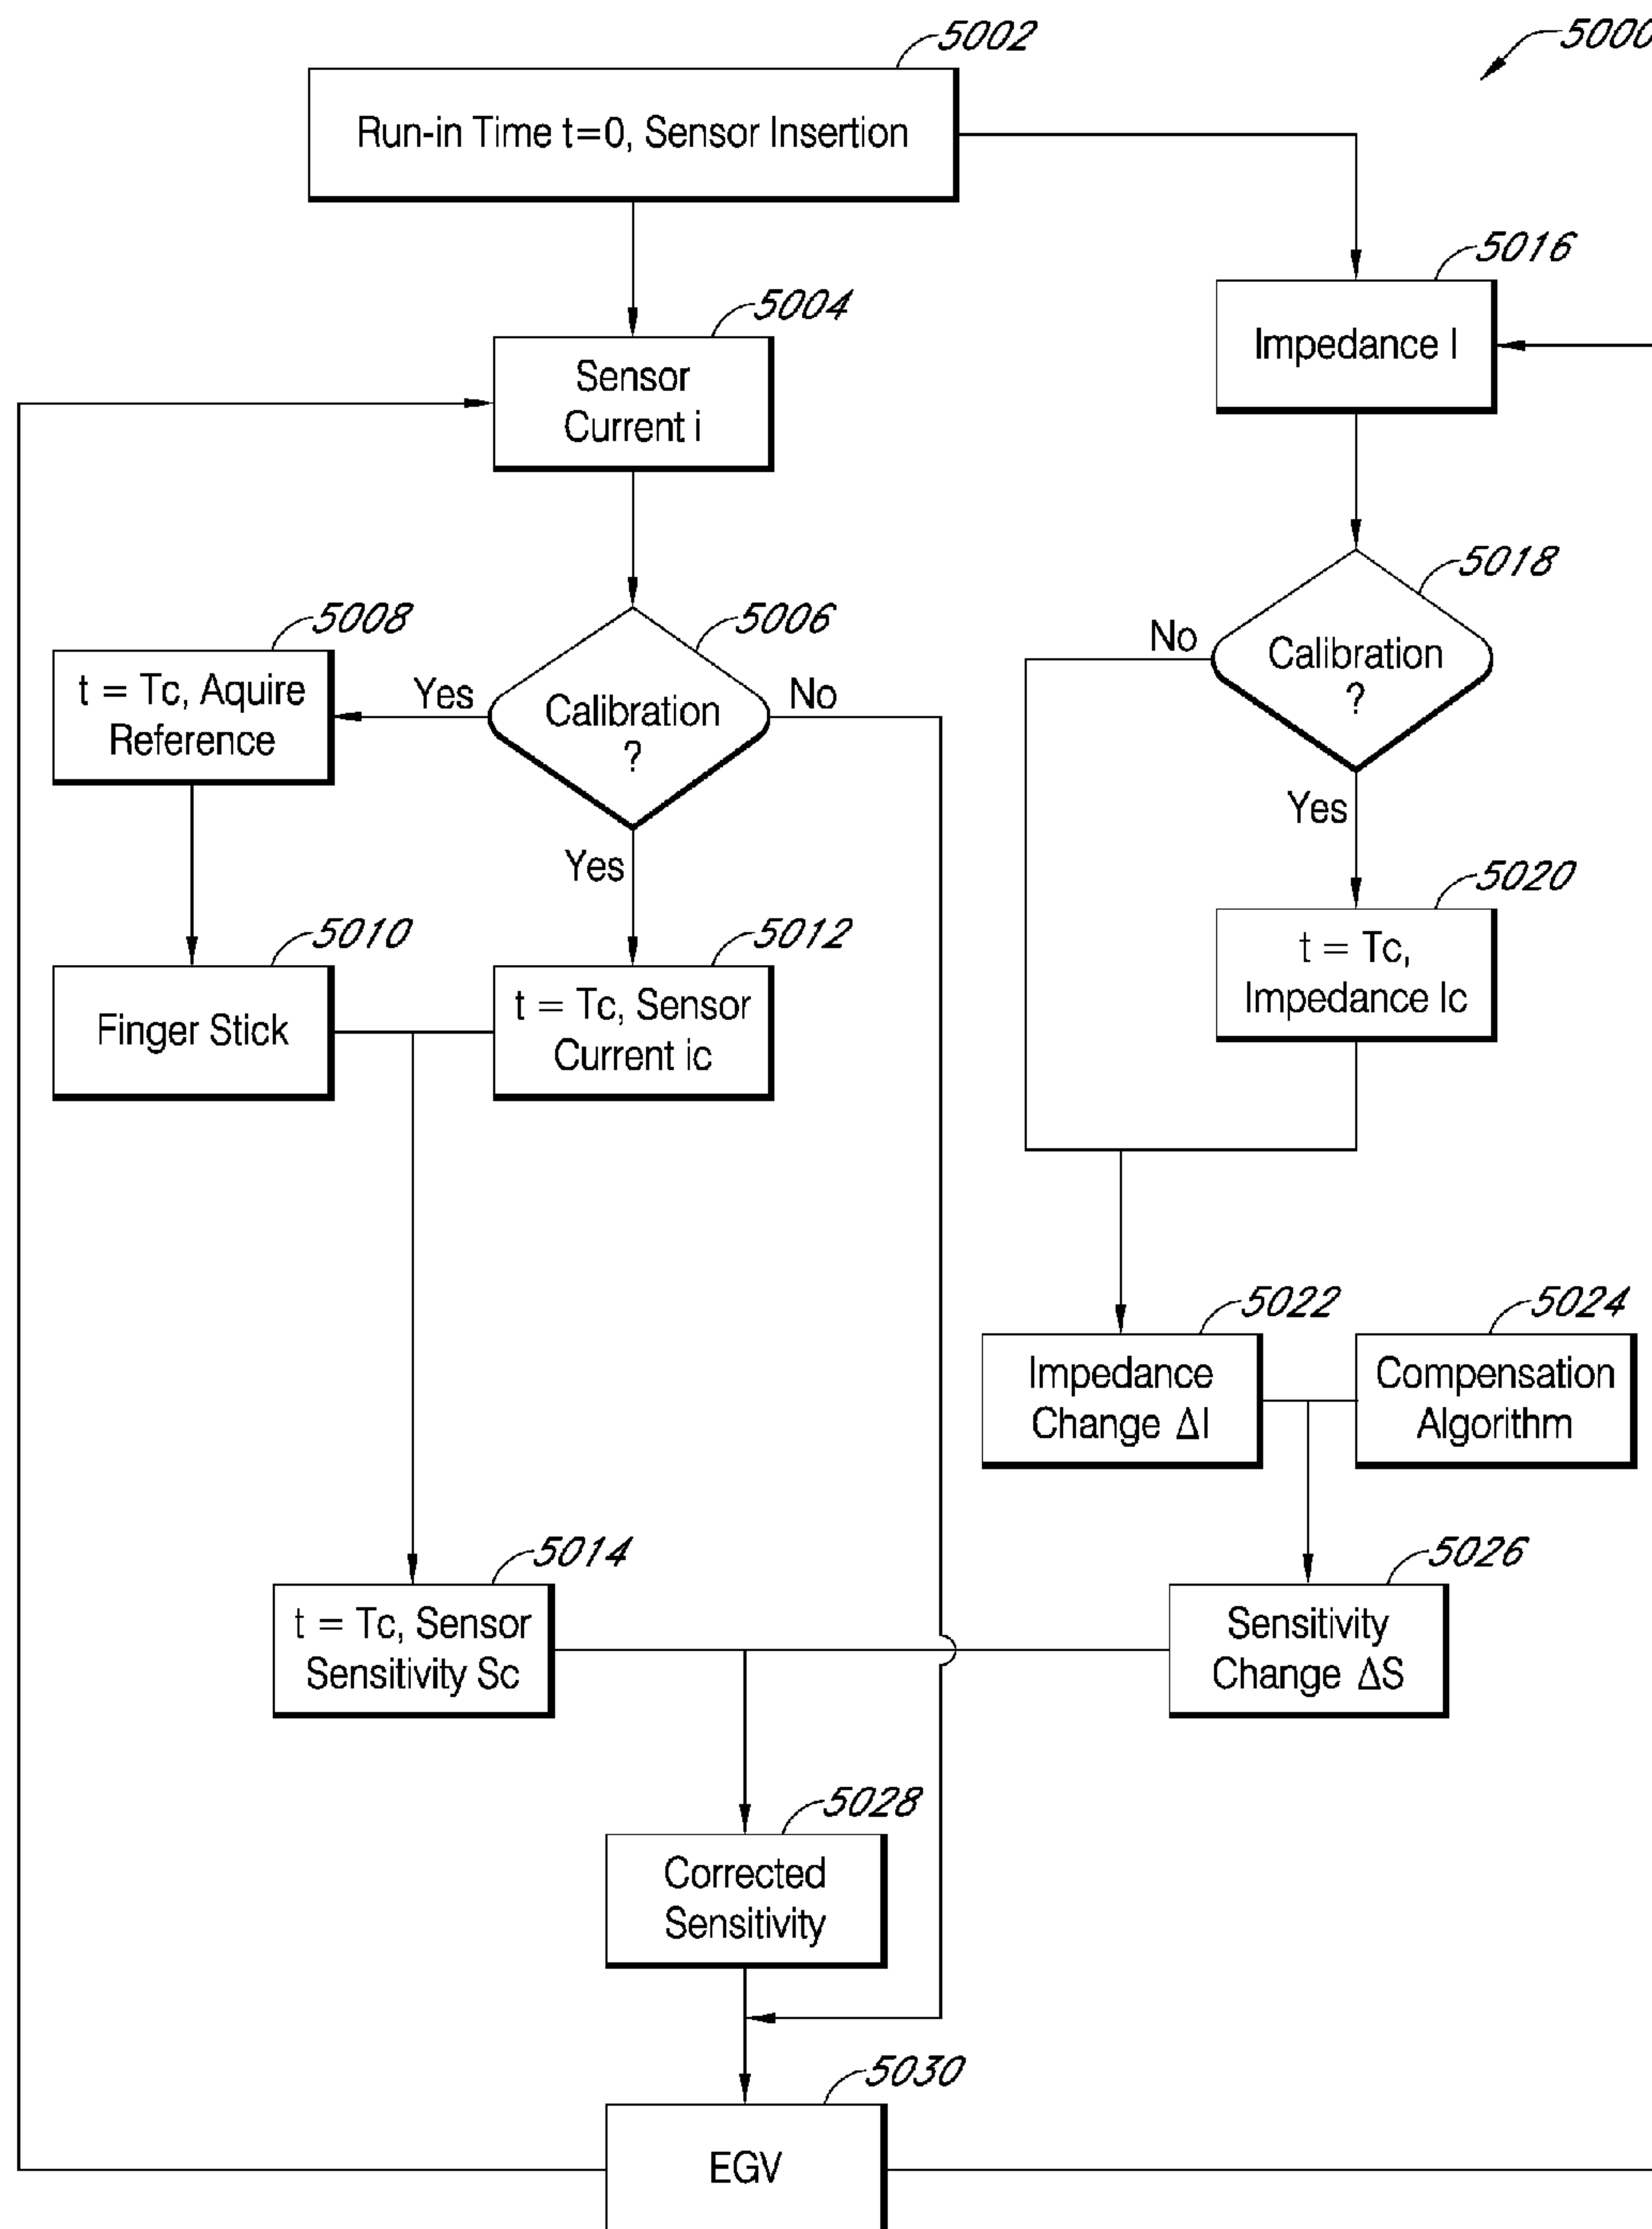 5002
5000
Run-in Time t=0, Sensor Insertion
5016
Impedance I
5004
Sensor
Current i
5018
No
Calibration
?
Yes
5008
t = Tc, Aquire
Reference
Yes
5006
No
Calibration
?
Yes
5020
t = Tc,
Impedance Ic
5010
Finger Stick
5012
t = Tc, Sensor
Current ic
5022
Impedance
Change ΔI
5024
Compensation
Algorithm
5014
t = Tc, Sensor
Sensitivity Sc
5026
Sensitivity
Change ΔS
5028
Corrected
Sensitivity
5030
EGV